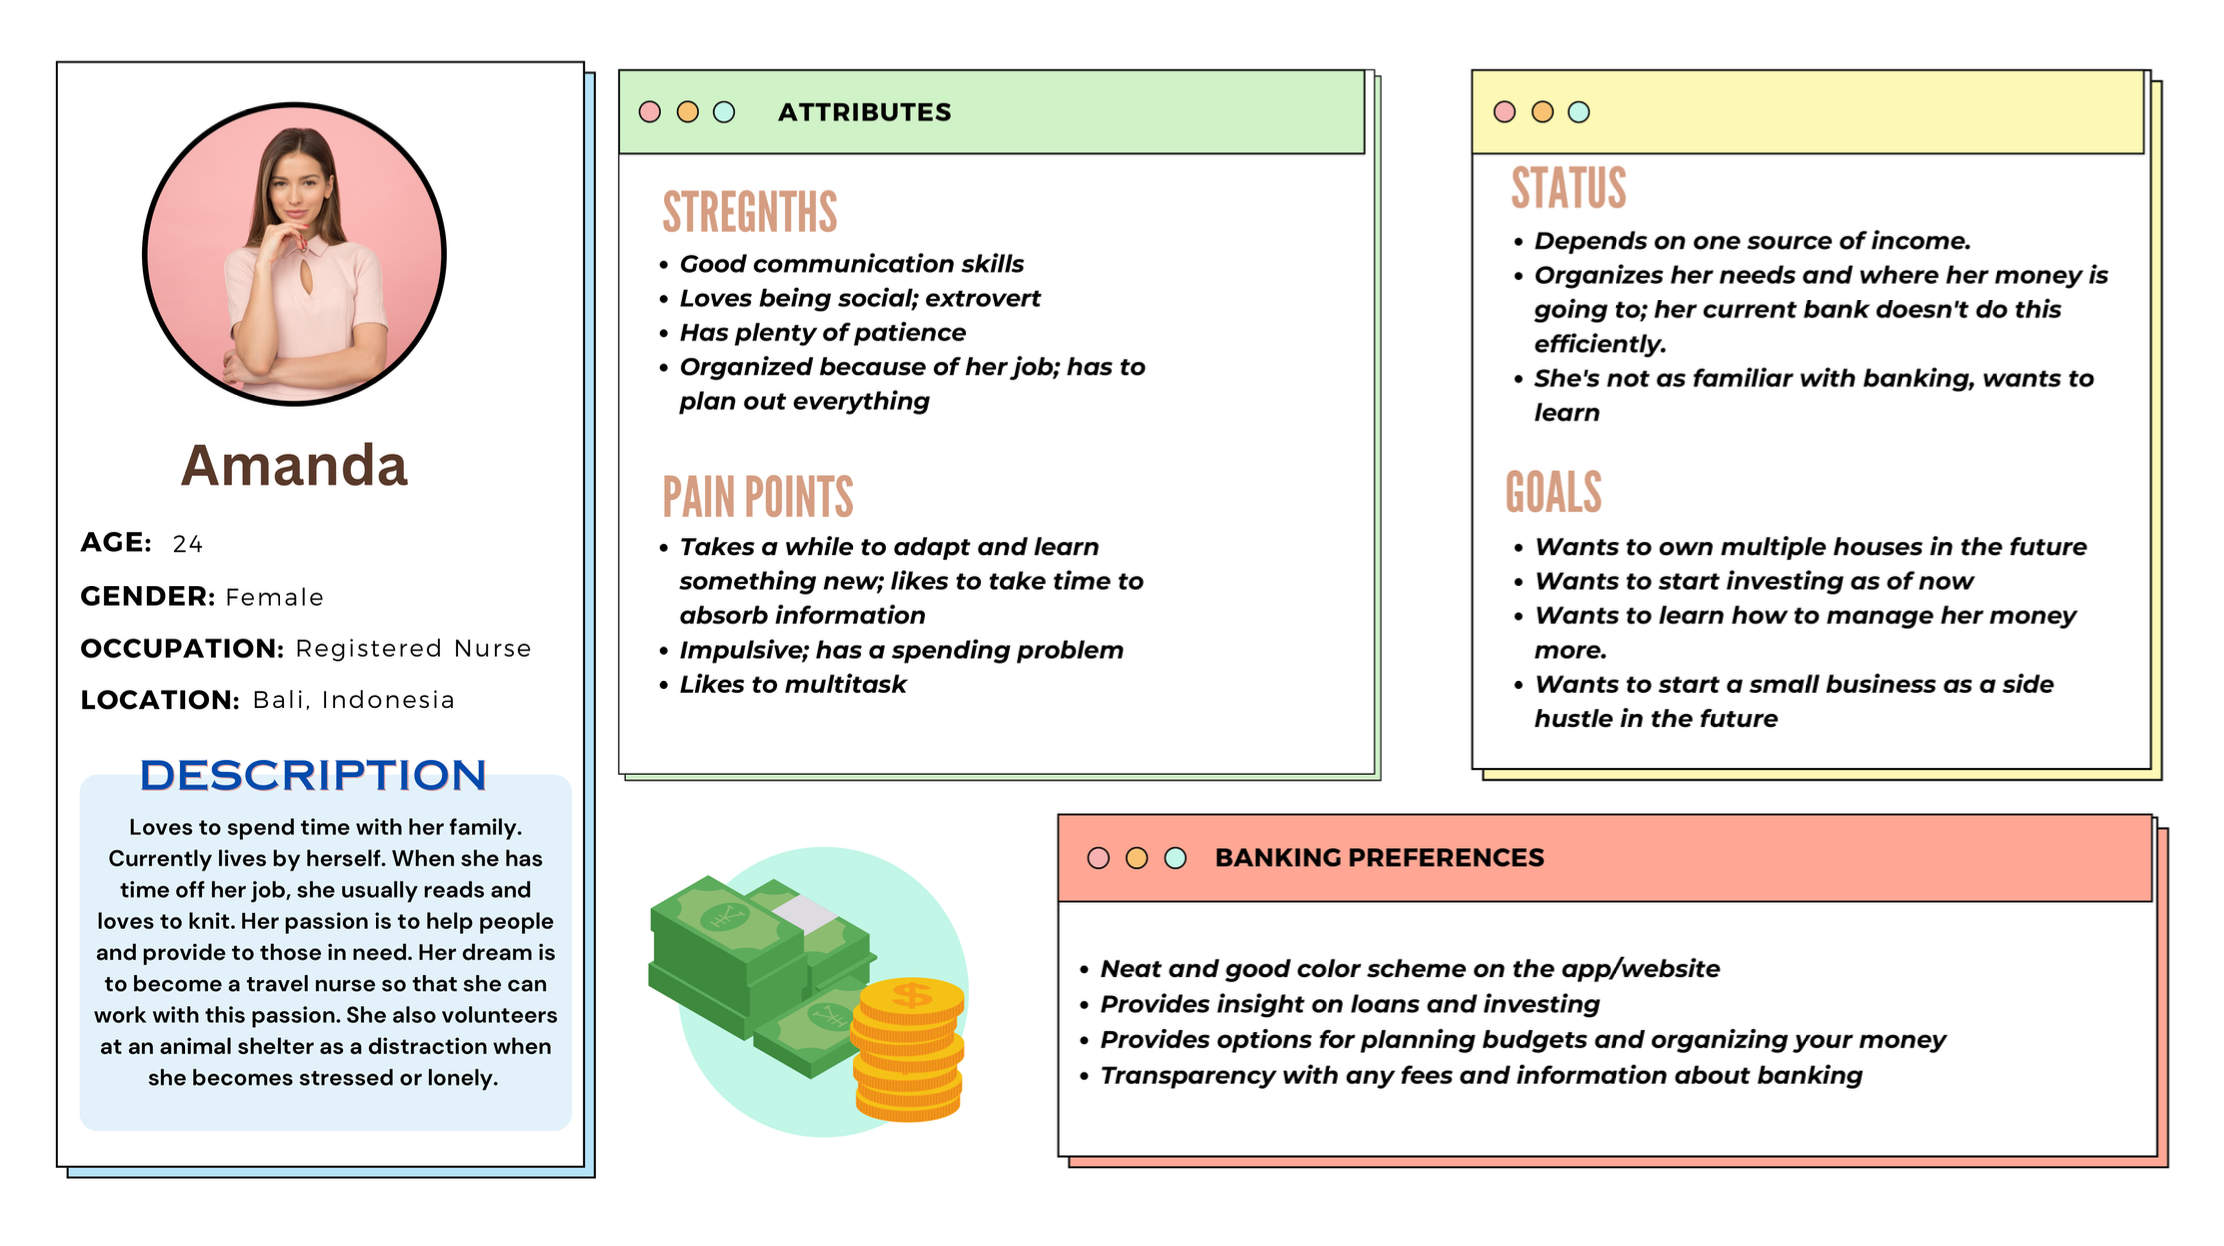 Amanda
AGE: 24
GENDER: Female
OCCUPATION: Registered Nurse
LOCATION: Bali, Indonesia
DESCRIPTION
Loves to spend time with her family.
Currently lives by herself. When she has
time off her job, she usually reads and
loves to knit. Her passion is to help people
and provide to those in need. Her dream is
to become a travel nurse so that she can
work with this passion. She also volunteers
at an animal shelter as a distraction when
she becomes stressed or lonely.
ATTRIBUTES
STREGNTHS
• Good communication skills
• Loves being social; extrovert
• Has plenty of patience
• Organized because of her job; has to
plan out everything
PAIN POINTS
• Takes a while to adapt and learn
something new; likes to take time to
absorb information
• Impulsive; has a spending problem
• Likes to multitask
STATUS
• Depends on one source of income.
• Organizes her needs and where her money is
going to; her current bank doesn't do this
efficiently.
• She's not as familiar with banking, wants to
learn
GOALS
• Wants to own multiple houses in the future
• Wants to start investing as of now
• Wants to learn how to manage her money
more.
• Wants to start a small business as a side
hustle in the future
$
BANKING PREFERENCES
• Neat and good color scheme on the app/website
• Provides insight on loans and investing
• Provides options for planning budgets and organizing your money
• Transparency with any fees and information about banking